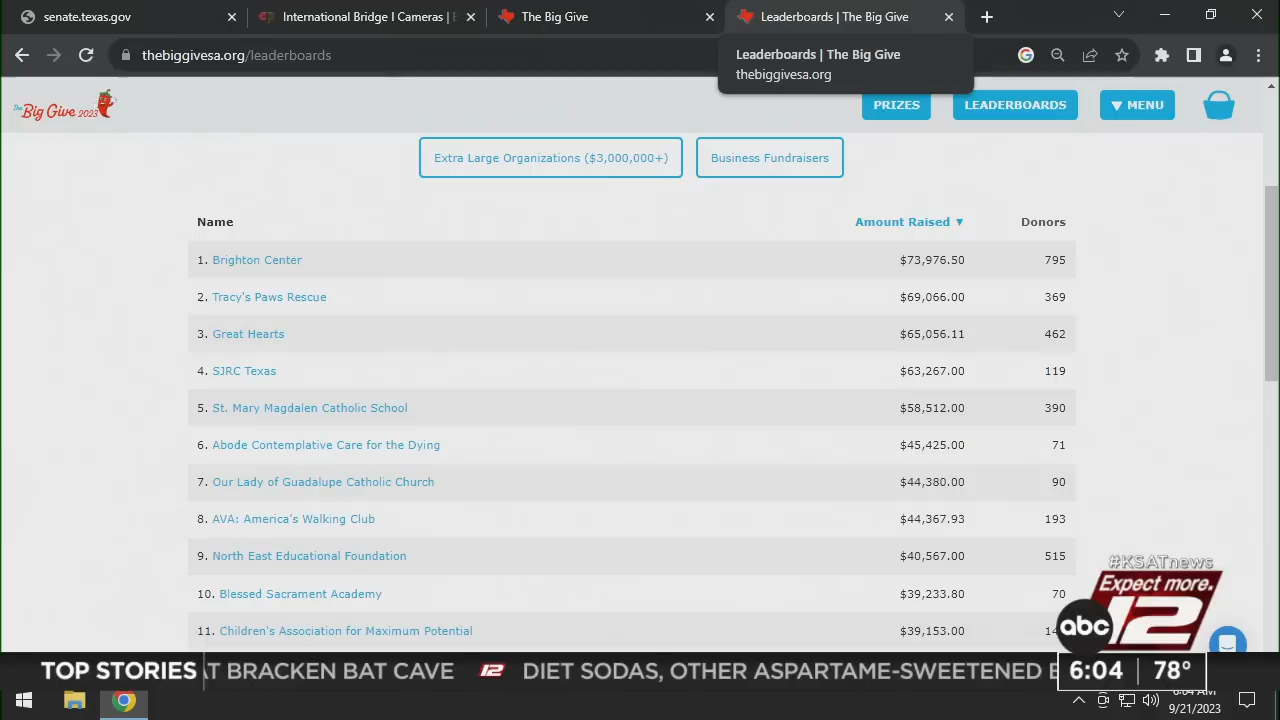 senate.texas.gov
International Bridge | Cameras |
The Big Give
Leaderboards | The Big Give
thebiggivesa.org/leaderboards
Leaderboards | The Big Give
thebiggivesa.org
The Big Give 2023
PRIZES
LEADERBOARDS
▼ MENU
Extra Large Organizations ($3,000,000+)
Business Fundraisers
Name Amount Raised ▼ Donors
1. Brighton Center $73,976.50 795
2. Tracy's Paws Rescue $69,066.00 369
3. Great Hearts $65,056.11 462
4. SJRC Texas $63,267.00 119
5. St. Mary Magdalen Catholic School $58,512.00 390
6. Abode Contemplative Care for the Dying $45,425.00 71
7. Our Lady of Guadalupe Catholic Church $44,380.00 90
8. AVA: America's Walking Club $44,367.93 193
9. North East Educational Foundation $40,567.00 515
10. Blessed Sacrament Academy $39,233.80 70
11. Children's Association for Maximum Potential $39,153.00
#KSATnews
Expect more.
abc 12
TOP STORIES AT BRACKEN BAT CAVE 12 DIET SODAS, OTHER ASPARTAME-SWEETENED
6:04 78°
6:04 AM
9/21/2023